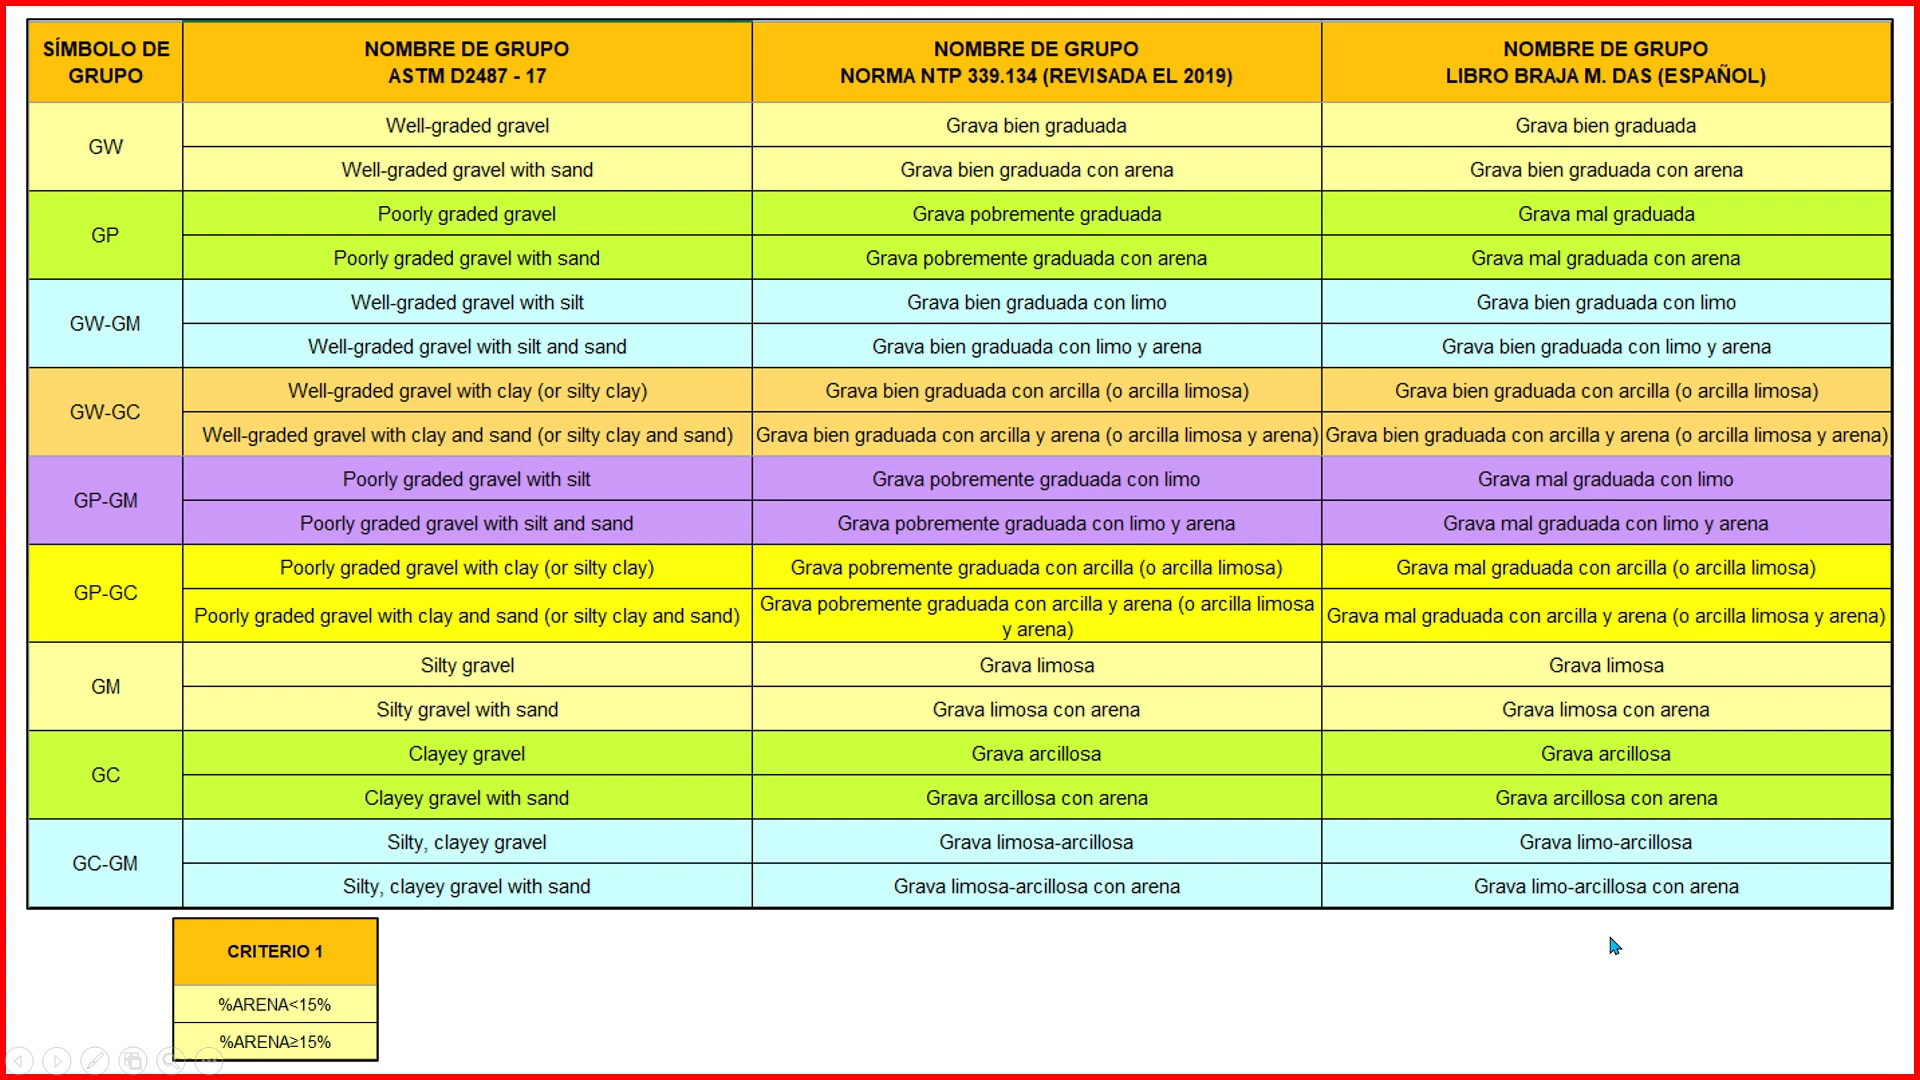 SÍMBOLO DE GRUPO
NOMBRE DE GRUPO ASTM D2487 - 17
NOMBRE DE GRUPO NORMA NTP 339.134 (REVISADA EL 2019)
NOMBRE DE GRUPO LIBRO BRAJA M. DAS (ESPAÑOL)
GW
Well-graded gravel
Grava bien graduada
Grava bien graduada
Well-graded gravel with sand
Grava bien graduada con arena
Grava bien graduada con arena
GP
Poorly graded gravel
Grava pobremente graduada
Grava mal graduada
Poorly graded gravel with sand
Grava pobremente graduada con arena
Grava mal graduada con arena
GW-GM
Well-graded gravel with silt
Grava bien graduada con limo
Grava bien graduada con limo
Well-graded gravel with silt and sand
Grava bien graduada con limo y arena
Grava bien graduada con limo y arena
GW-GC
Well-graded gravel with clay (or silty clay)
Grava bien graduada con arcilla (o arcilla limosa)
Grava bien graduada con arcilla (o arcilla limosa)
Well-graded gravel with clay and sand (or silty clay and sand)
Grava bien graduada con arcilla y arena (o arcilla limosa y arena)
Grava bien graduada con arcilla y arena (o arcilla limosa y arena)
GP-GM
Poorly graded gravel with silt
Grava pobremente graduada con limo
Grava mal graduada con limo
Poorly graded gravel with silt and sand
Grava pobremente graduada con limo y arena
Grava mal graduada con limo y arena
GP-GC
Poorly graded gravel with clay (or silty clay)
Grava pobremente graduada con arcilla (o arcilla limosa)
Grava mal graduada con arcilla (o arcilla limosa)
Poorly graded gravel with clay and sand (or silty clay and sand)
Grava pobremente graduada con arcilla y arena (o arcilla limosa
y arena)
Grava mal graduada con arcilla y arena (o arcilla limosa y arena)
GM
Silty gravel
Grava limosa
Grava limosa
Silty gravel with sand
Grava limosa con arena
Grava limosa con arena
GC
Clayey gravel
Grava arcillosa
Grava arcillosa
Clayey gravel with sand
Grava arcillosa con arena
Grava arcillosa con arena
GC-GM
Silty, clayey gravel
Grava limosa-arcillosa
Grava limo-arcillosa
Silty, clayey gravel with sand
Grava limosa-arcillosa con arena
Grava limo-arcillosa con arena
CRITERIO 1
%ARENA<15%
%ARENA≥15%